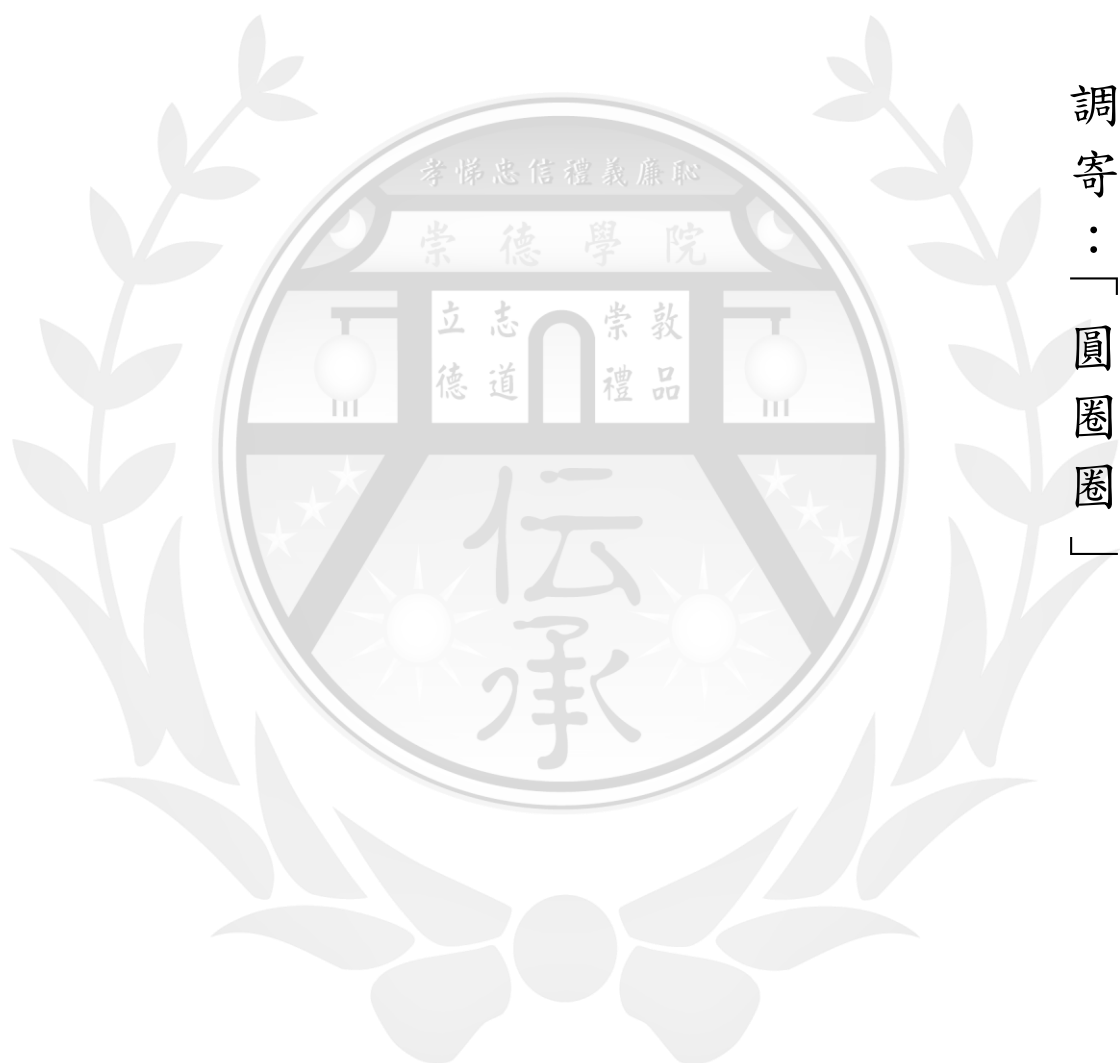 調寄：「圓圈圈」
孝悌忠信禮義廉恥
崇德學院
立志崇敦
德道禮品
伝承